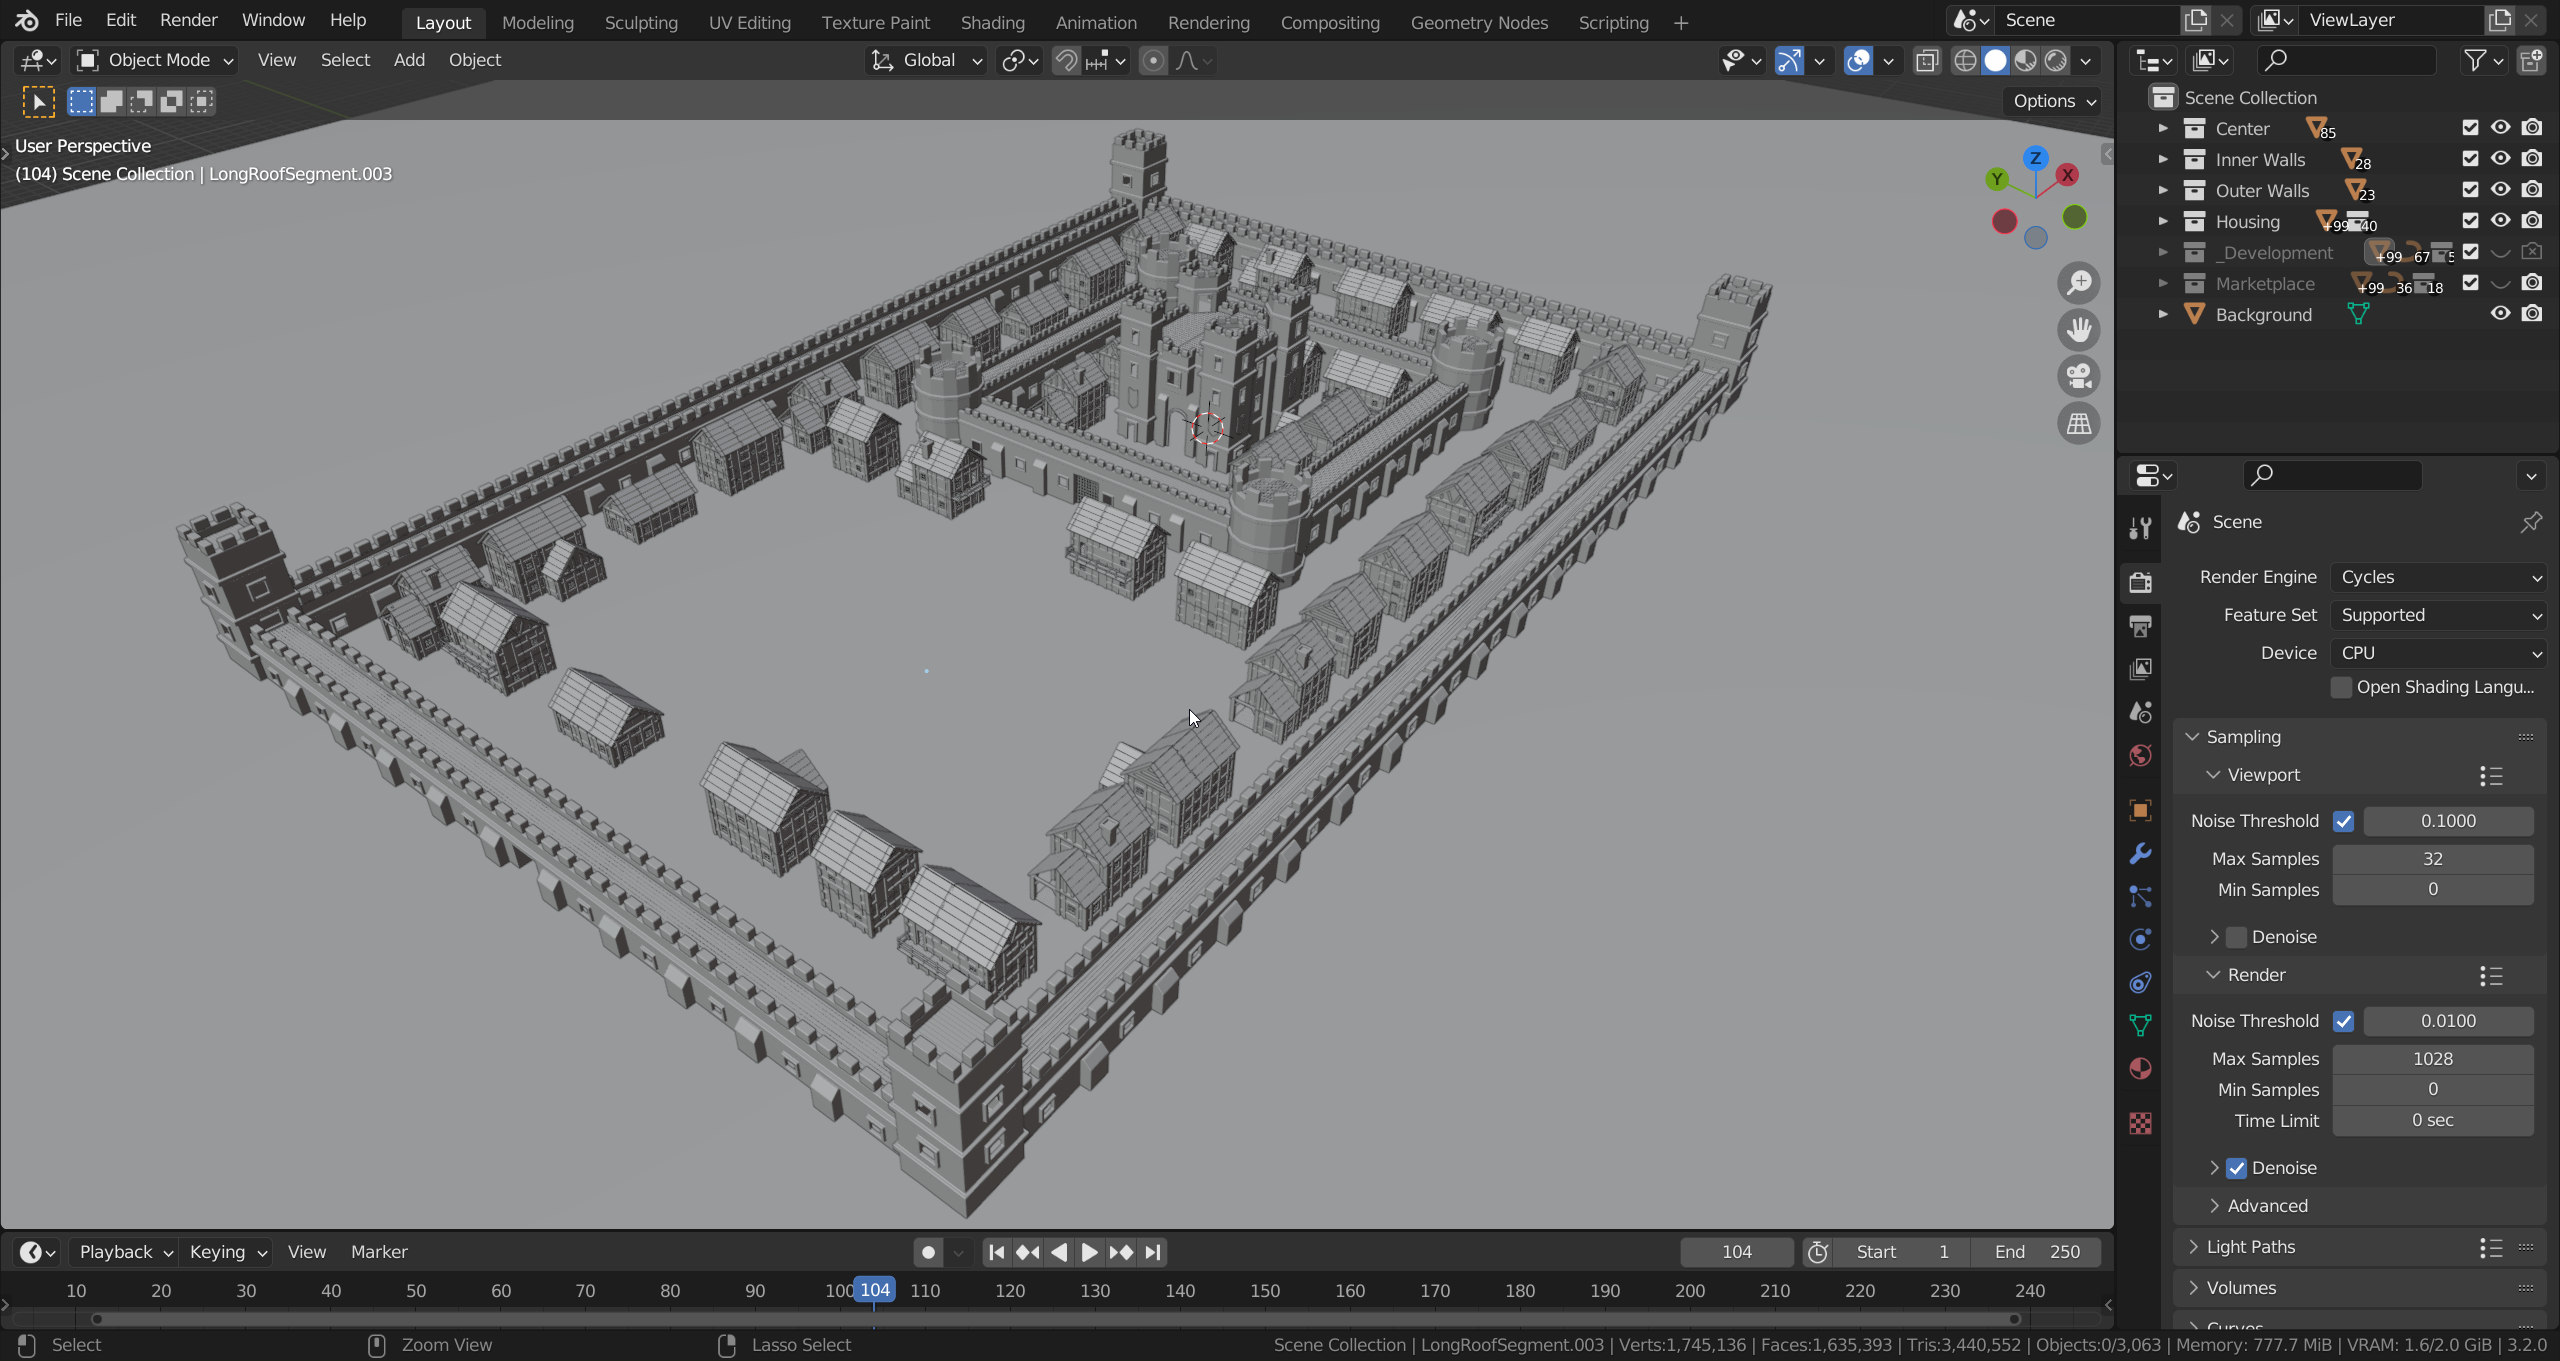 File Edit Render Window Help Layout Modeling Sculpting UV Editing Texture Paint Shading Animation Rendering Compositing Geometry Nodes Scripting + Scene ViewLayer
Object Mode View Select Add Object Global
Options
User Perspective
(104) Scene Collection | LongRoofSegment.003
Z
Y
X
Scene Collection
Center 85
Inner Walls 28
Outer Walls 23
Housing +99 40
_Development +99 67 5
Marketplace +99 36 18
Background
Scene
Render Engine Cycles
Feature Set Supported
Device CPU
Open Shading Langu...
Sampling
Viewport
Noise Threshold 0.1000
Max Samples 32
Min Samples 0
Denoise
Render
Noise Threshold 0.0100
Max Samples 1028
Min Samples 0
Time Limit 0 sec
Denoise
Advanced
Light Paths
Volumes
Curves
Playback Keying View Marker 104 Start 1 End 250
10 20 30 40 50 60 70 80 90 100 104 110 120 130 140 150 160 170 180 190 200 210 220 230 240
Select Zoom View Lasso Select Scene Collection | LongRoofSegment.003 | Verts:1,745,136 | Faces:1,635,393 | Tris:3,440,552 | Objects:0/3,063 | Memory: 777.7 MiB | VRAM: 1.6/2.0 GiB | 3.2.0